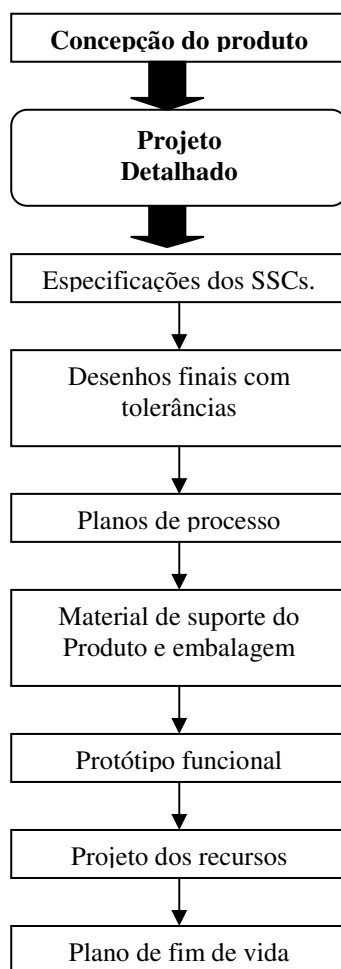 Concepção do produto
Projeto
Detalhado
Especificações dos SSCs.
Desenhos finais com
tolerâncias
Planos de processo
Material de suporte do
Produto e embalagem
Protótipo funcional
Projeto dos recursos
Plano de fim de vida